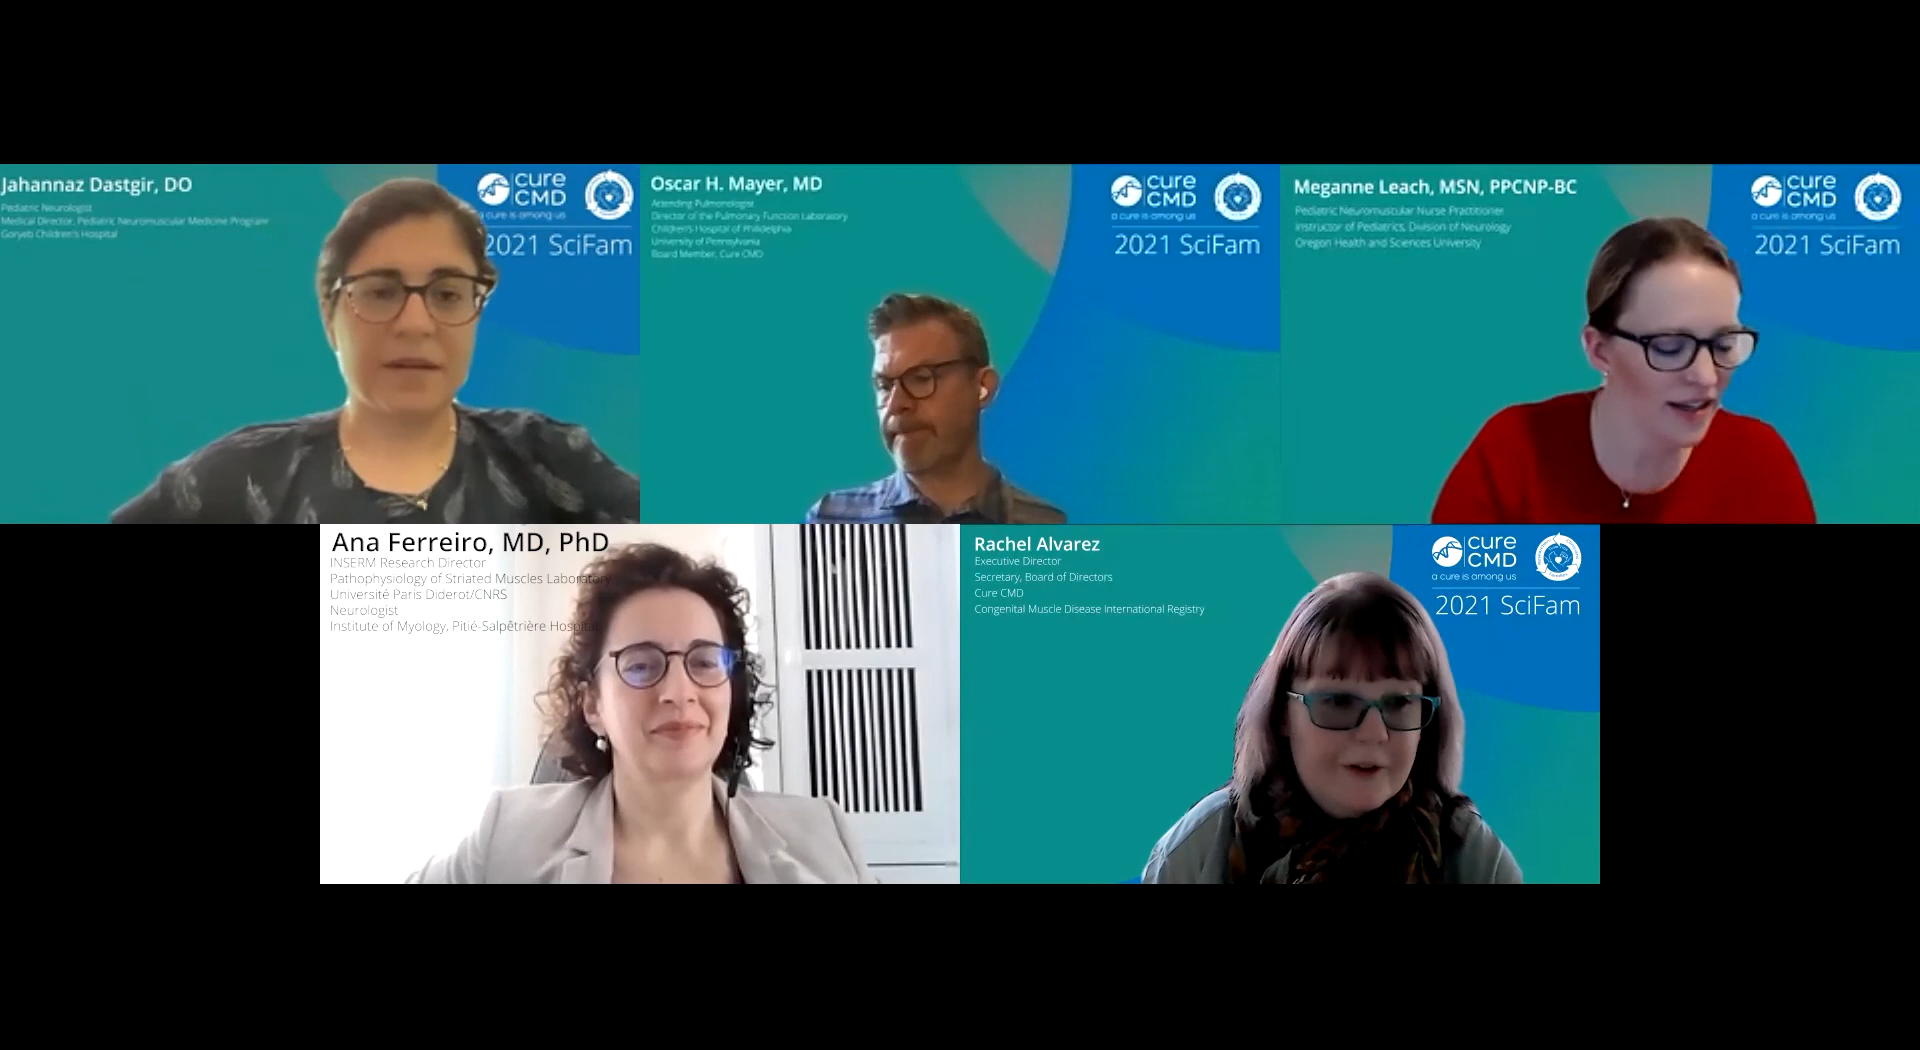 Jahannaz Dastgir, DO
Pediatric Neurologist
Medical Director, Pediatric Neuromuscular Medicine Program
Goryeb Children's Hospital
cure
CMD
a cure is among us
2021 SciFam
Oscar H. Mayer, MD
Attending Pulmonologist
Director of the Pulmonary Function Laboratory
Children's Hospital of Philidelphia
University of Pennsylvania
Board Member, Cure CMD
cure
CMD
a cure is among us
2021 SciFam
Meganne Leach, MSN, PPCNP-BC
Pediatric Neuromuscular Nurse Practitioner
Instructor of Pediatrics, Division of Neurology
Oregon Health and Sciences University
cure
CMD
a cure is among us
2021 SciFam
Ana Ferreiro, MD, PhD
INSERM Research Director
Pathophysiology of Striated Muscles Laboratory
Université Paris Diderot/CNRS
Neurologist
Institute of Myology, Pitié-Salpêtrière Hospital
Rachel Alvarez
Executive Director
Secretary, Board of Directors
Cure CMD
Congenital Muscle Disease International Registry
cure
CMD
a cure is among us
2021 SciFam